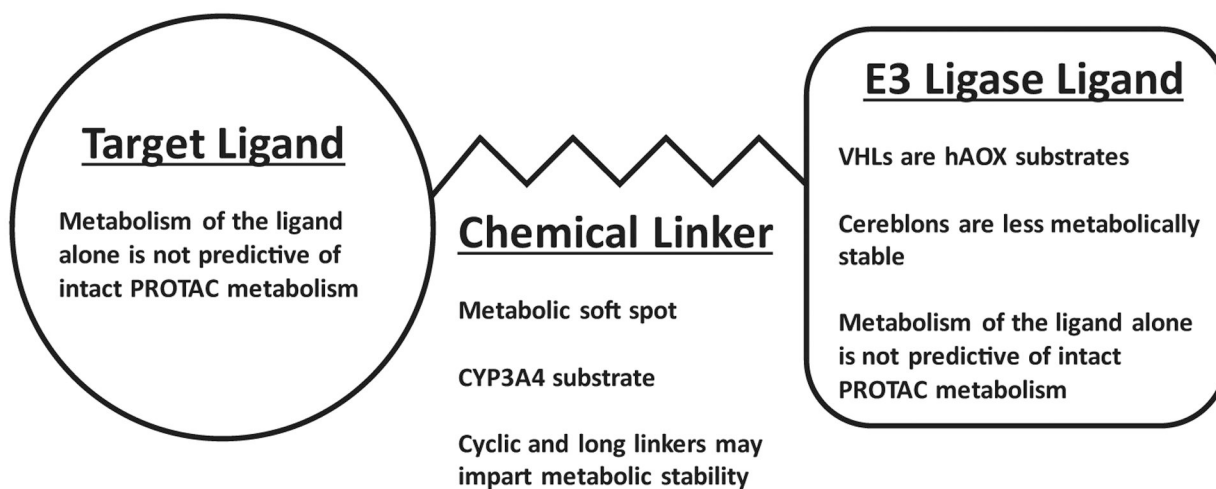 Target Ligand
Metabolism of the ligand
alone is not predictive of
intact PROTAC metabolism
Chemical Linker
Metabolic soft spot
CYP3A4 substrate
Cyclic and long linkers may
impart metabolic stability
E3 Ligase Ligand
VHLs are hAOX substrates
Cereblons are less metabolically
stable
Metabolism of the ligand alone
is not predictive of intact
PROTAC metabolism